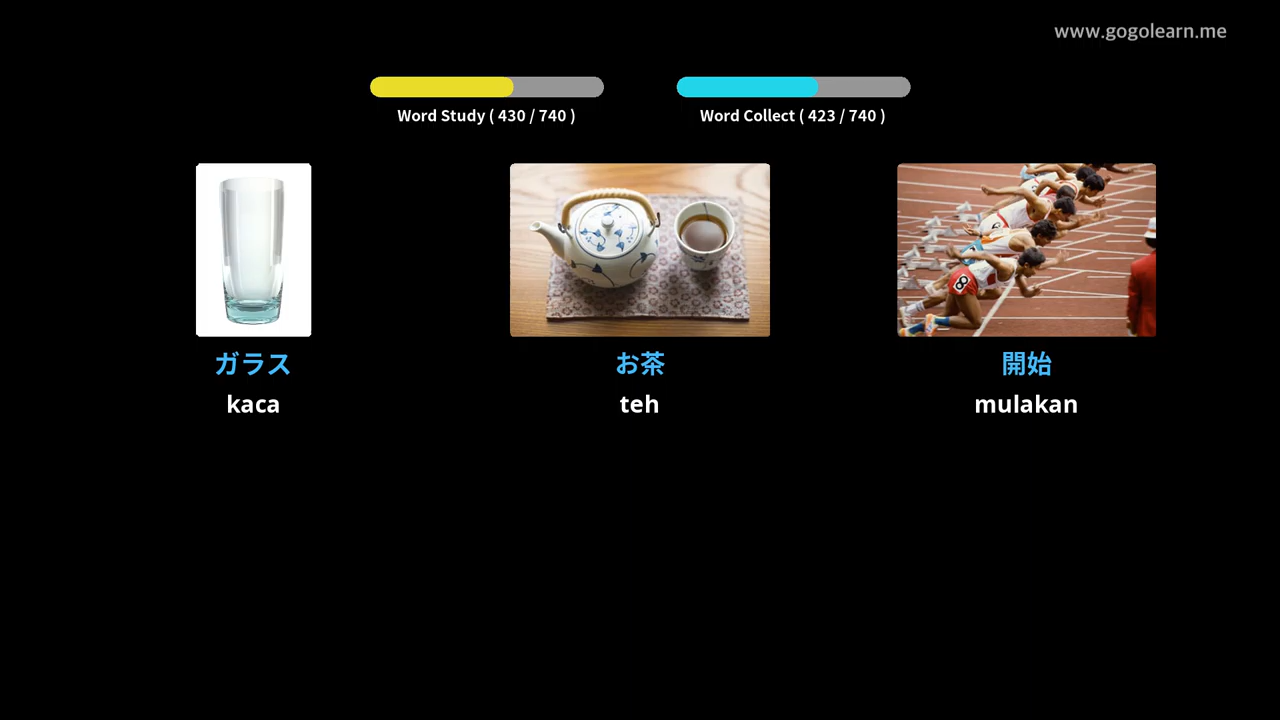 www.gogolearn.me
Word Study ( 430 / 740 )
Word Collect ( 423 / 740 )
ガラス
kaca
お茶
teh
開始
mulakan
8